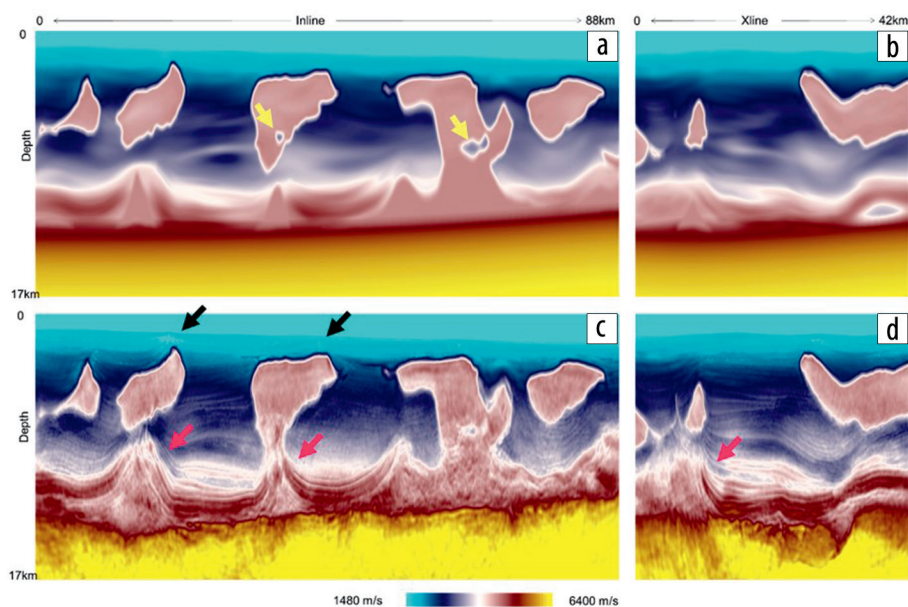 0 Inline 88km
0 Xline 42km
0
a
b
Depth
17km
0
c
d
Depth
17km
1480 m/s 6400 m/s